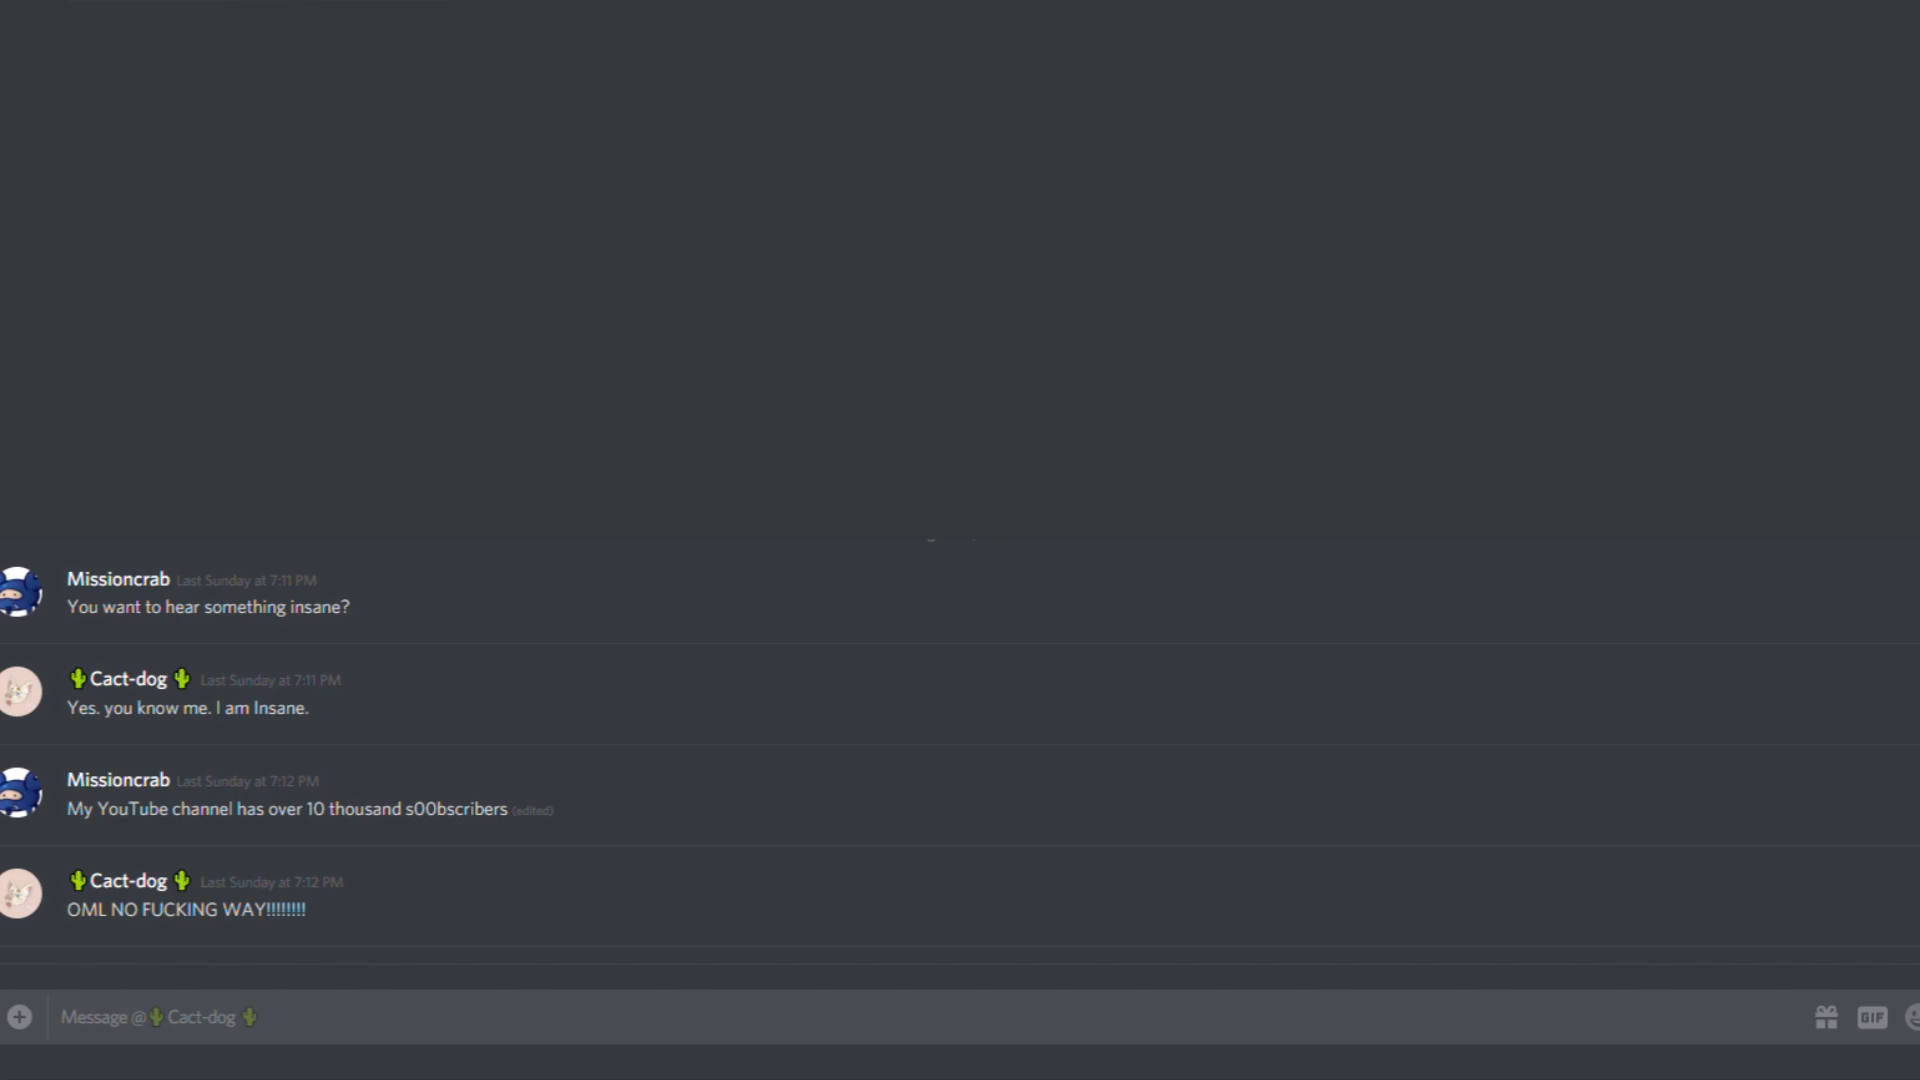 Missioncrab Last Sunday at 7:11 PM
You want to hear something insane?
🌵Cact-dog 🌵 Last Sunday at 7:11 PM
Yes. you know me. I am Insane.
Missioncrab Last Sunday at 7:12 PM
My YouTube channel has over 10 thousand s00bscribers (edited)
🌵Cact-dog 🌵 Last Sunday at 7:12 PM
OML NO FUCKING WAY!!!!!!!!
Message @🌵 Cact-dog 🌵
GIF